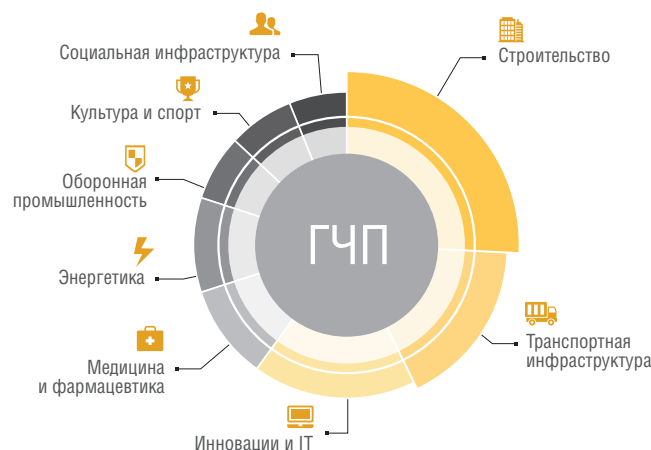 Социальная инфраструктура
Строительство
Культура и спорт
Оборонная
промышленность
ГЧП
Энергетика
Транспортная
инфраструктура
Медицина
и фармацевтика
Инновации и IT